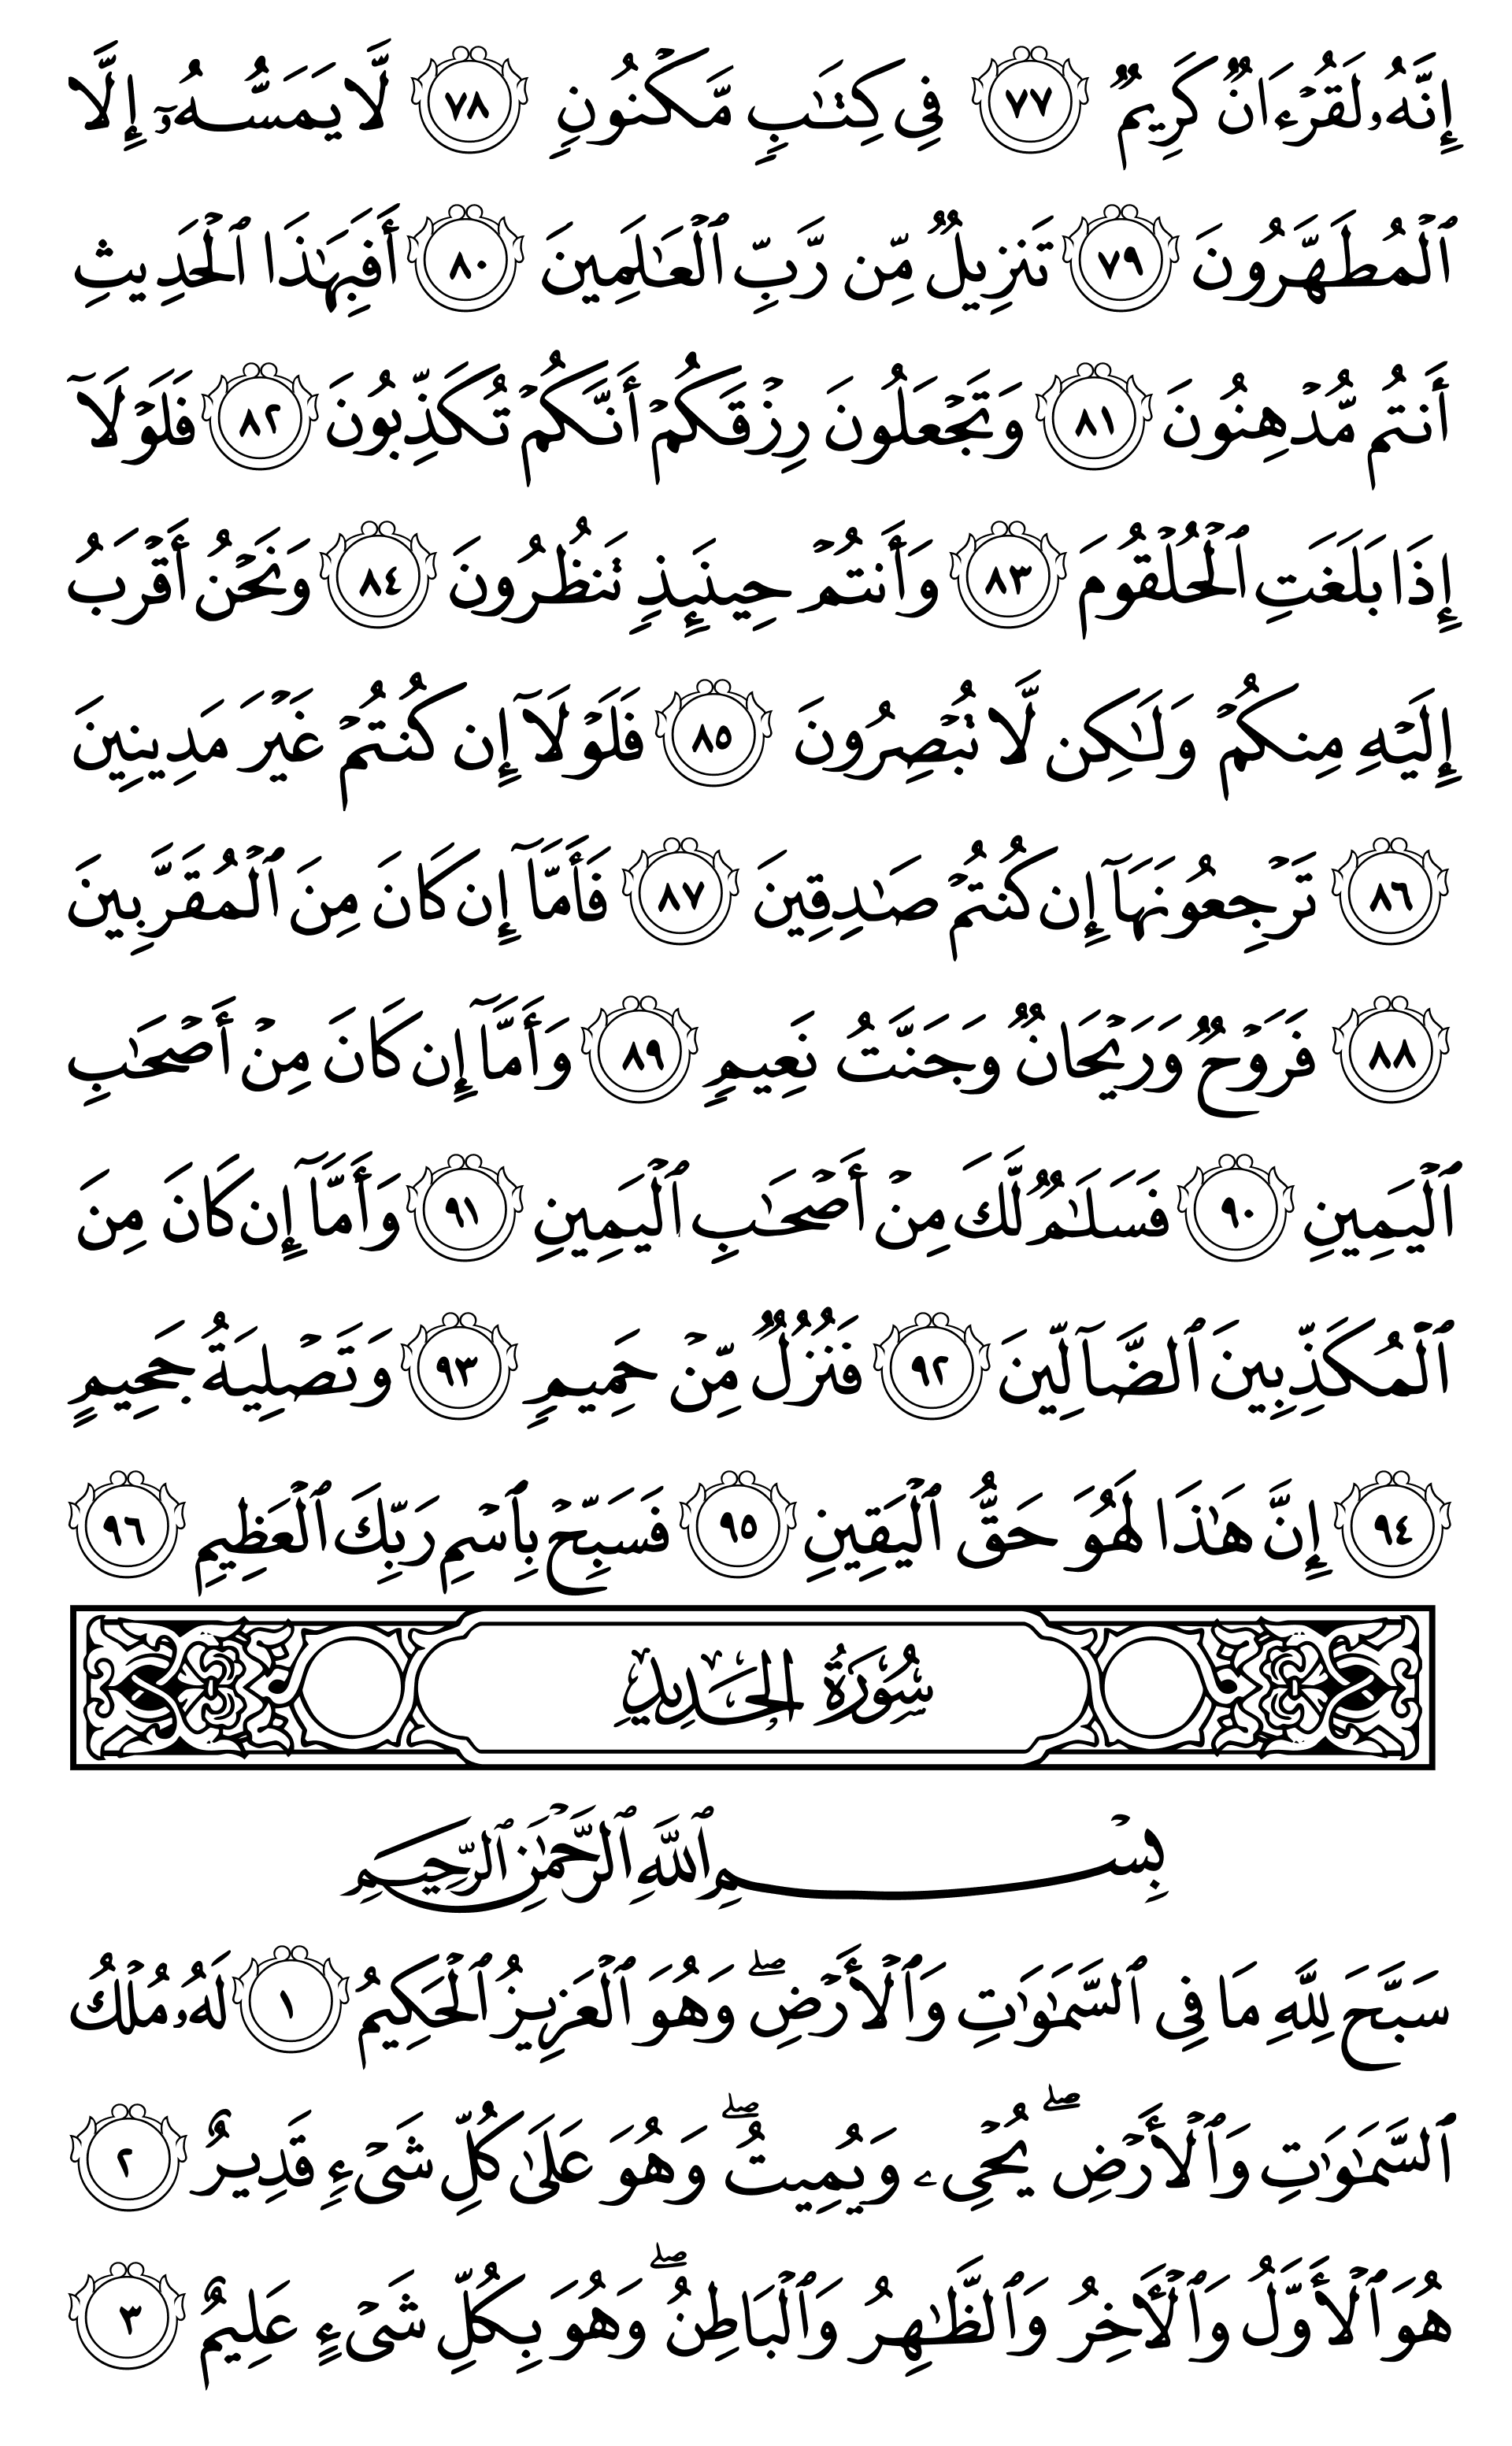 إِنَّهُۥ لَقُرْءَانٌ كَرِيمٌ ٧٧ فِى كِتَٰبٍ مَّكْنُونٍ ٧٨ لَّا يَمَسُّهُۥٓ إِلَّا
ٱلْمُطَهَّرُونَ ٧٩ تَنزِيلٌ مِّن رَّبِّ ٱلْعَٰلَمِينَ ٨٠ أَفَبِهَٰذَا ٱلْحَدِيثِ
أَنتُم مُّدْهِنُونَ ٨١ وَتَجْعَلُونَ رِزْقَكُمْ أَنَّكُمْ تُكَذِّبُونَ ٨٢ فَلَوْلَآ
إِذَا بَلَغَتِ ٱلْحُلْقُومَ ٨٣ وَأَنتُمْ حِينَئِذٍ تَنظُرُونَ ٨٤ وَنَحْنُ أَقْرَبُ
إِلَيْهِ مِنكُمْ وَلَٰكِن لَّا تُبْصِرُونَ ٨٥ فَلَوْلَآ إِن كُنتُمْ غَيْرَ مَدِينِينَ
٨٦ تَرْجِعُونَهَآ إِن كُنتُمْ صَٰدِقِينَ ٨٧ فَأَمَّآ إِن كَانَ مِنَ ٱلْمُقَرَّبِينَ
٨٨ فَرَوْحٌ وَرَيْحَانٌ وَجَنَّتُ نَعِيمٍ ٨٩ وَأَمَّآ إِن كَانَ مِنْ أَصْحَٰبِ
ٱلْيَمِينِ ٩٠ فَسَلَٰمٌ لَّكَ مِنْ أَصْحَٰبِ ٱلْيَمِينِ ٩١ وَأَمَّآ إِن كَانَ مِنَ
ٱلْمُكَذِّبِينَ ٱلضَّآلِّينَ ٩٢ فَنُزُلٌ مِّنْ حَمِيمٍ ٩٣ وَتَصْلِيَةُ جَحِيمٍ
٩٤ إِنَّ هَٰذَا لَهُوَ حَقُّ ٱلْيَقِينِ ٩٥ فَسَبِّحْ بِٱسْمِ رَبِّكَ ٱلْعَظِيمِ ٩٦
سُورَةُ الحَدِيدِ
بِسْمِ ٱللَّهِ ٱلرَّحْمَٰنِ ٱلرَّحِيمِ
سَبَّحَ لِلَّهِ مَا فِى ٱلسَّمَٰوَٰتِ وَٱلْأَرْضِ ۖ وَهُوَ ٱلْعَزِيزُ ٱلْحَكِيمُ ١ لَهُۥ مُلْكُ
ٱلسَّمَٰوَٰتِ وَٱلْأَرْضِ ۖ يُحْىِۦ وَيُمِيتُ ۖ وَهُوَ عَلَىٰ كُلِّ شَىْءٍ قَدِيرٌ ٢
هُوَ ٱلْأَوَّلُ وَٱلْءَاخِرُ وَٱلظَّٰهِرُ وَٱلْبَاطِنُ ۖ وَهُوَ بِكُلِّ شَىْءٍ عَلِيمٌ ٣